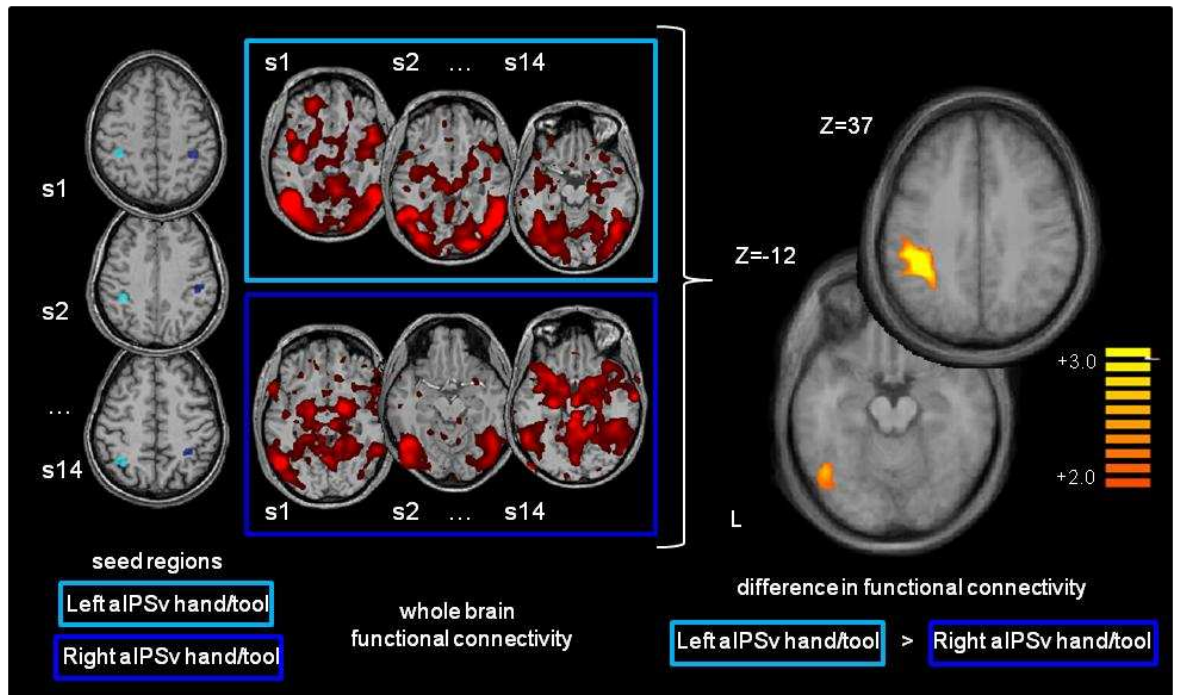 s1
s2
...
s14
seed regions
Left aIPSv hand/tool
Right aIPSv hand/tool
s1 s2 ... s14
s1 s2 ... s14
whole brain
functional connectivity
Z=37
Z=-12
+3.0
+2.0
L
difference in functional connectivity
Left aIPSv hand/tool > Right aIPSv hand/tool